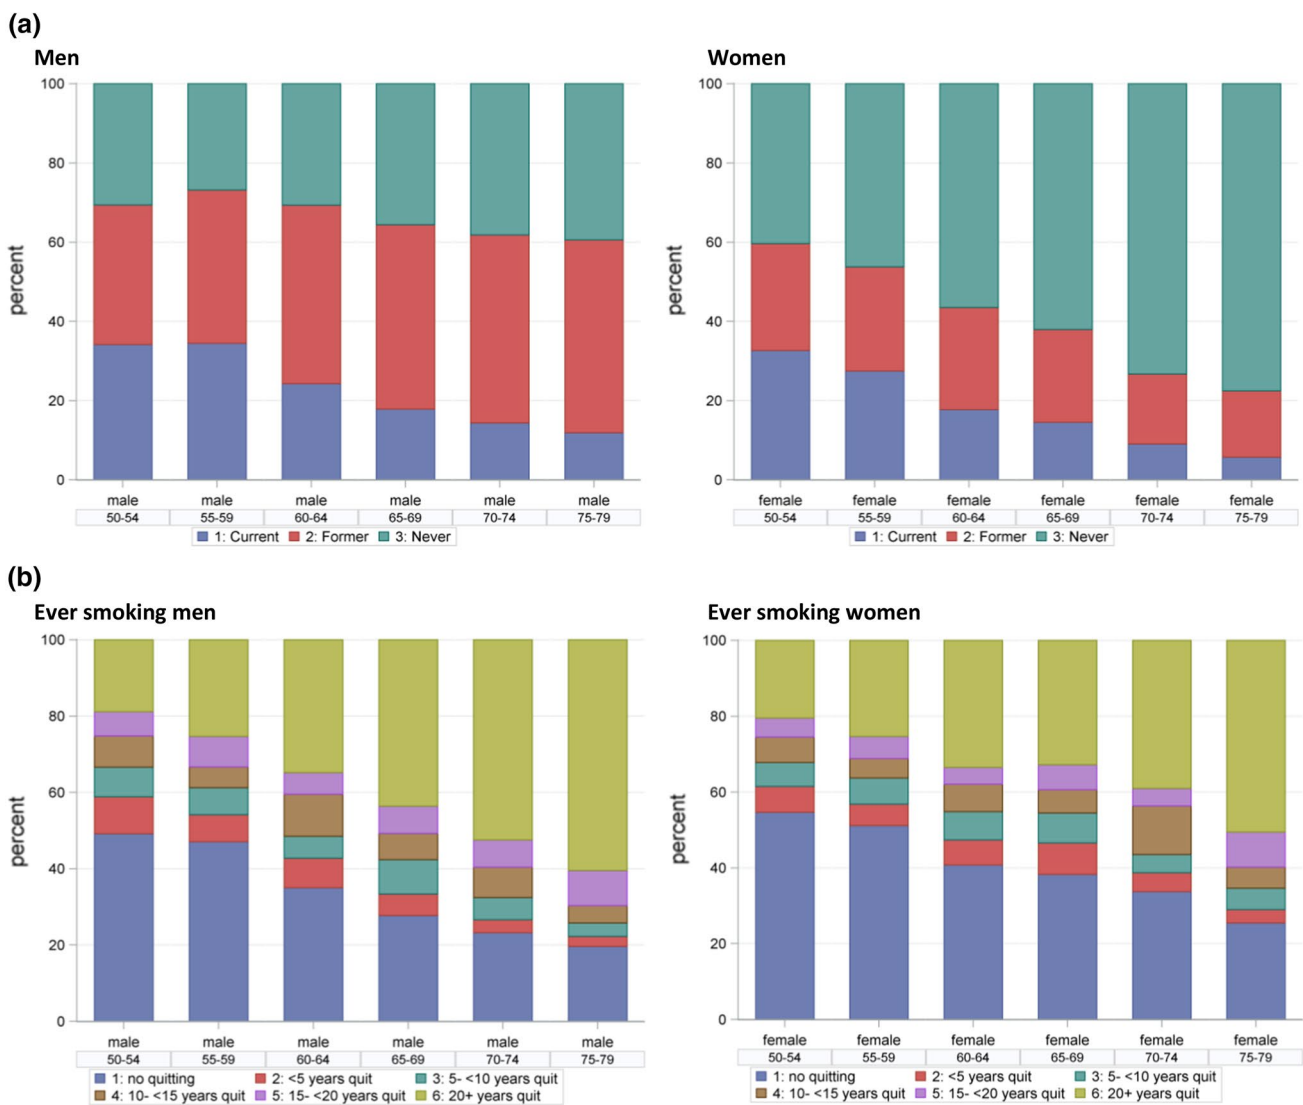 (a)
Men
Women
100
80
60
40
20
0
percent
male male male male male male
50-54 55-59 60-64 65-69 70-74 75-79
1: Current 2: Former 3: Never
100
80
60
40
20
0
percent
female female female female female female
50-54 55-59 60-64 65-69 70-74 75-79
1: Current 2: Former 3: Never
(b)
Ever smoking men
Ever smoking women
100
80
60
40
20
0
percent
male male male male male male
50-54 55-59 60-64 65-69 70-74 75-79
1: no quitting 2: <5 years quit 3: 5- <10 years quit
4: 10- <15 years quit 5: 15- <20 years quit 6: 20+ years quit
100
80
60
40
20
0
percent
female female female female female female
50-54 55-59 60-64 65-69 70-74 75-79
1: no quitting 2: <5 years quit 3: 5- <10 years quit
4: 10- <15 years quit 5: 15- <20 years quit 6: 20+ years quit